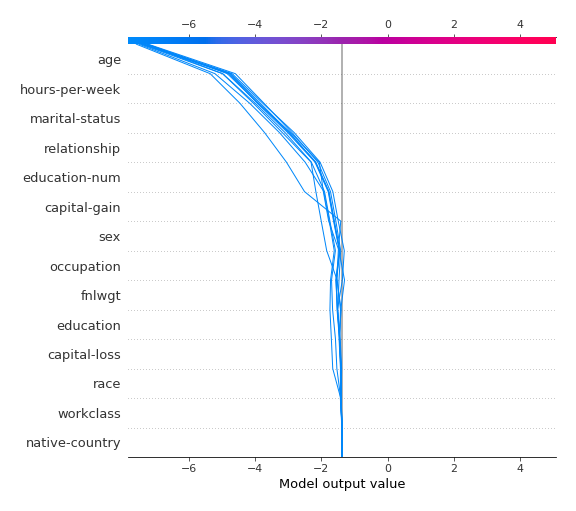 −6 −4 −2 0 2 4
age
hours-per-week
marital-status
relationship
education-num
capital-gain
sex
occupation
fnlwgt
education
capital-loss
race
workclass
native-country
−6 −4 −2 0 2 4
Model output value